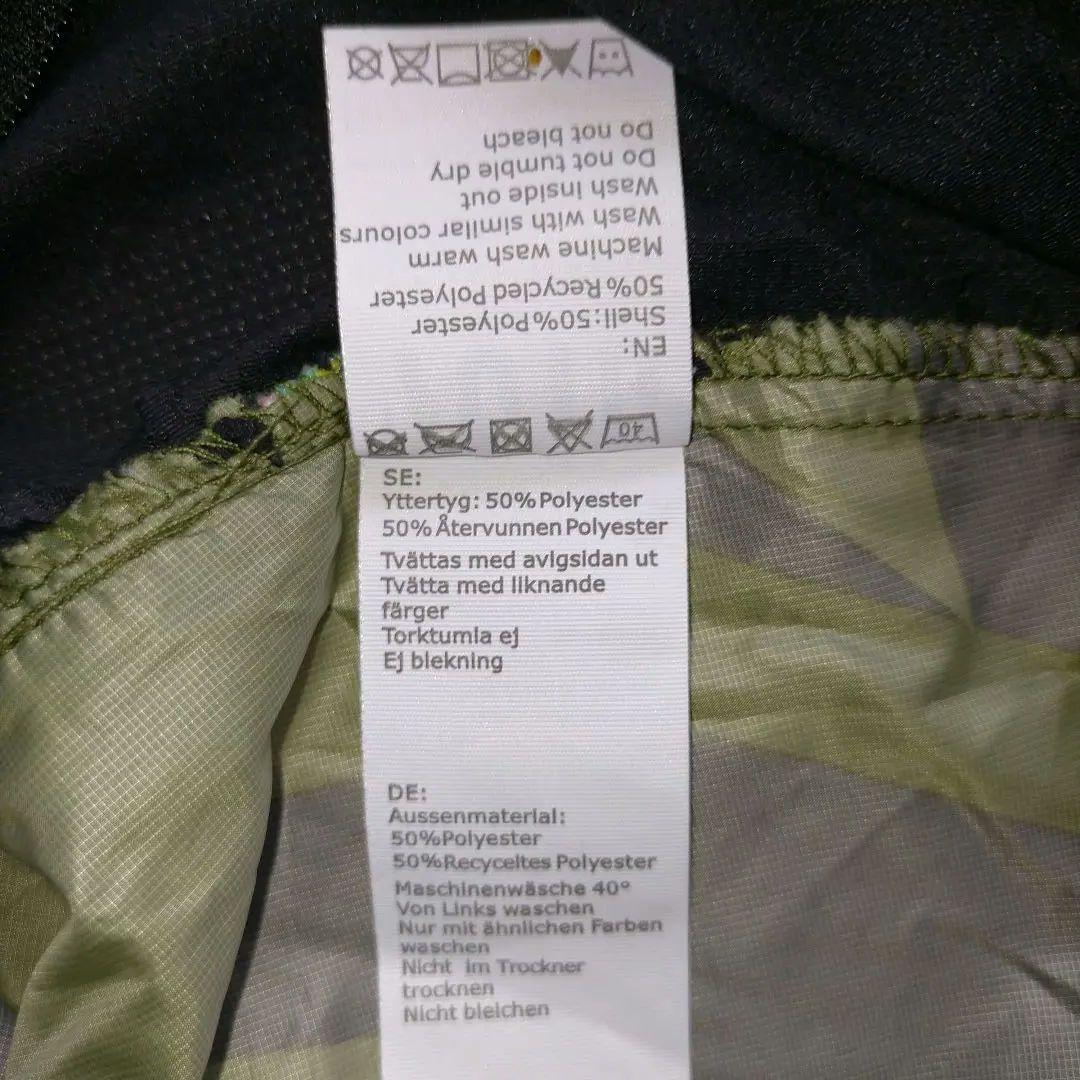 EN:
Shell:50%Polyester
50%Recycled Polyester
Machine wash warm
Wash with similar colours
Wash inside out
Do not tumble dry
Do not bleach
40
SE:
Yttertyg: 50%Polyester
50%Återvunnen Polyester
Tvättas med avigsidan ut
Tvätta med liknande
färger
Torktumla ej
Ej blekning
DE:
Aussenmaterial:
50%Polyester
50%Recyceltes Polyester
Maschinenwäsche 40°
Von Links waschen
Nur mit ähnlichen Farben
waschen
Nicht im Trockner
trocknen
Nicht bleichen